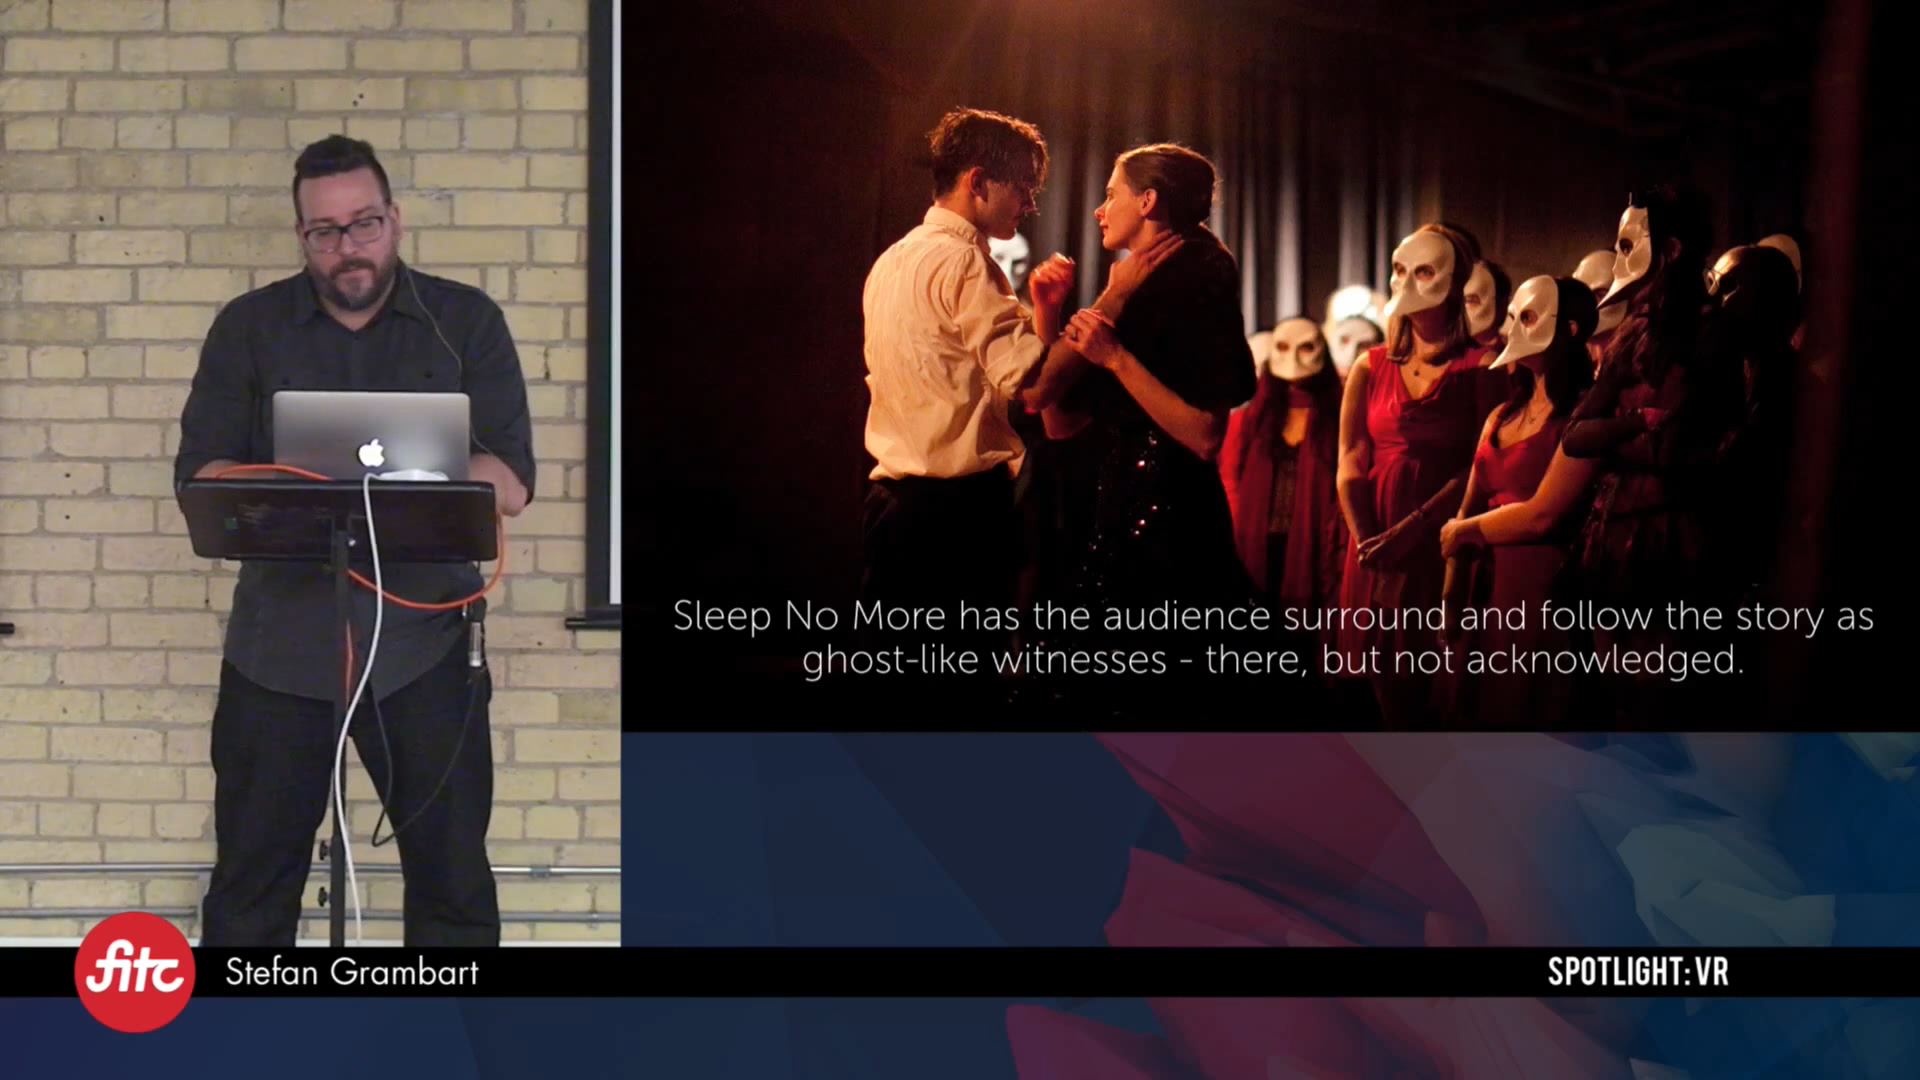 Sleep No More has the audience surround and follow the story as
ghost-like witnesses - there, but not acknowledged.
fitc
Stefan Grambart
SPOTLIGHT: VR